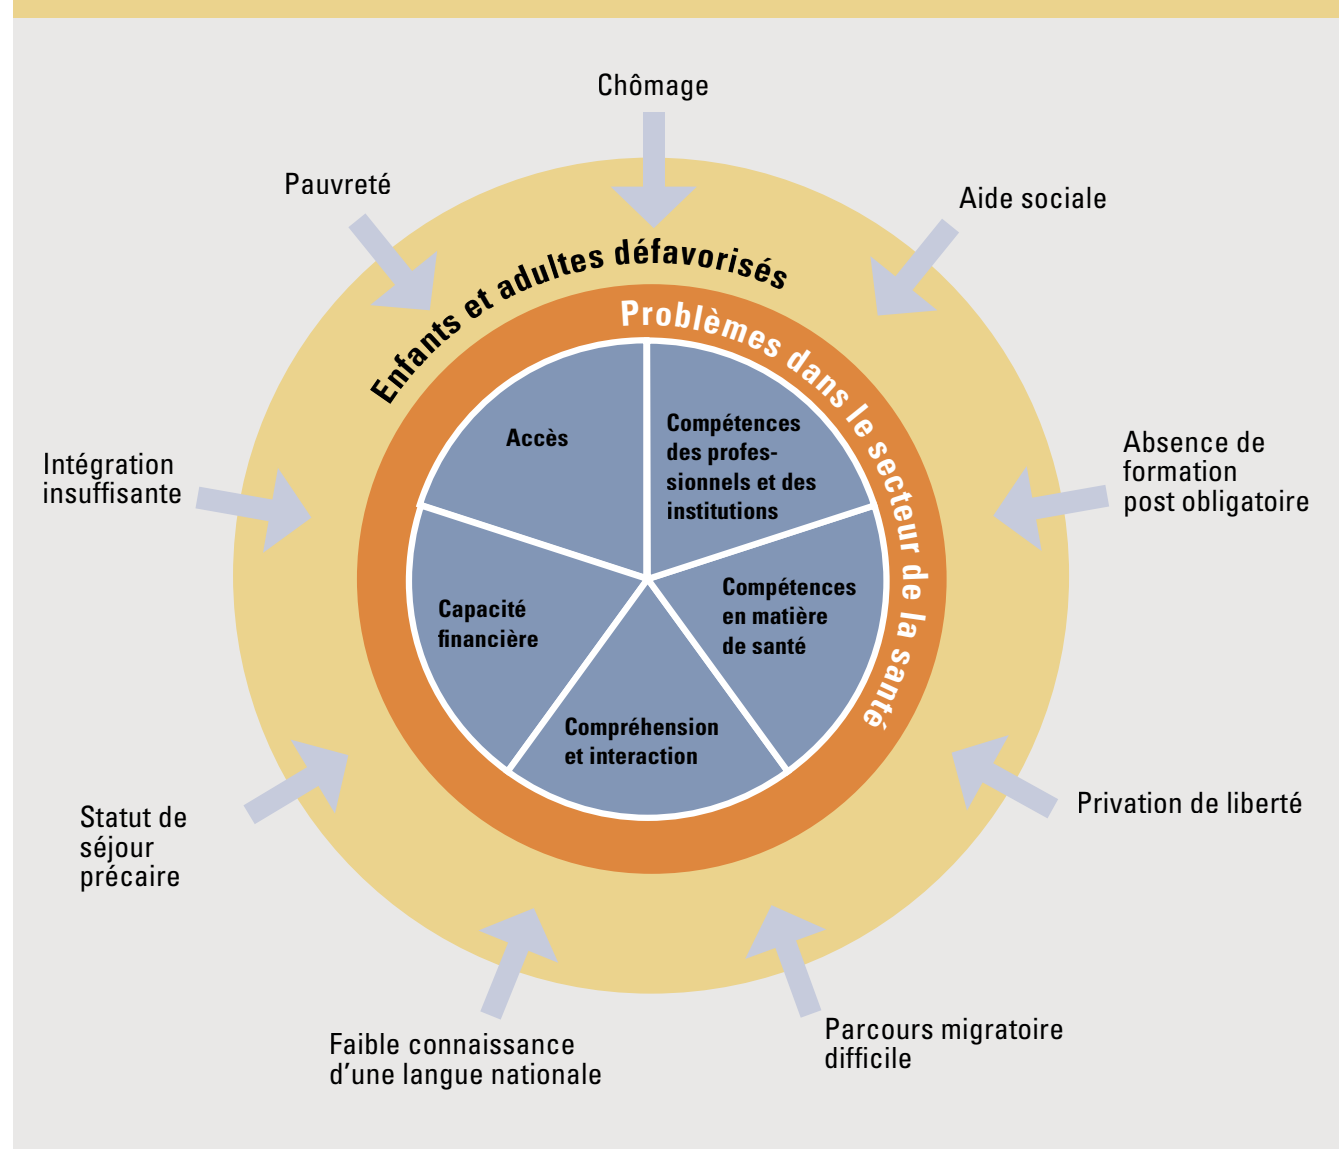 Chômage
Pauvreté
Aide sociale
Enfants et adultes défavorisés
Problèmes dans le secteur de la santé
Accès
Compétences
des profes-
sionnels et des
institutions
Absence de
formation
post obligatoire
Intégration
insuffisante
Compétences
en matière
de santé
Capacité
financière
Compréhension
et interaction
Statut de
séjour
précaire
Privation de liberté
Faible connaissance
d’une langue nationale
Parcours migratoire
difficile